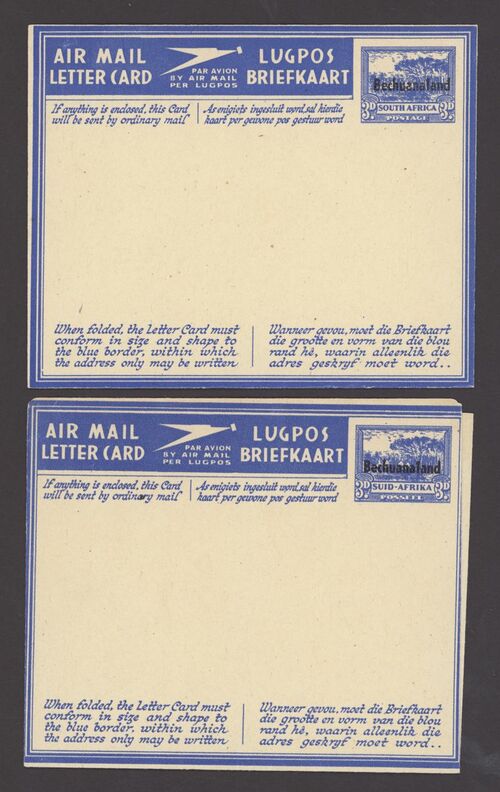 AIR MAIL
LETTER CARD
PAR AVION
BY AIR MAIL
PER LUGPOS
LUGPOS
BRIEFKAART
Bechuanaland
3D SOUTH AFRICA 3D
POSTAGE
If anything is enclosed, this Card
will be sent by ordinary mail
As enigiets ingesluit word, sal hierdie
kaart per gewone pos gestuur word
When folded, the Letter Card must
conform in size and shape to
the blue border, within which
the address only may be written
Wanneer gevou, moet die Briefkaart
die grootte en vorm van die blou
rand hê, waarin alleenlik die
adres geskryf moet word..
AIR MAIL
LETTER CARD
PAR AVION
BY AIR MAIL
PER LUGPOS
LUGPOS
BRIEFKAART
Bechuanaland
3D SUID-AFRIKA 3D
POSSEËL
If anything is enclosed, this Card
will be sent by ordinary mail
As enigiets ingesluit word, sal hierdie
kaart per gewone pos gestuur word
When folded, the Letter Card must
conform in size and shape to
the blue border, within which
the address only may be written
Wanneer gevou, moet die Briefkaart
die grootte en vorm van die blou
rand hê, waarin alleenlik die
adres geskryf moet word..